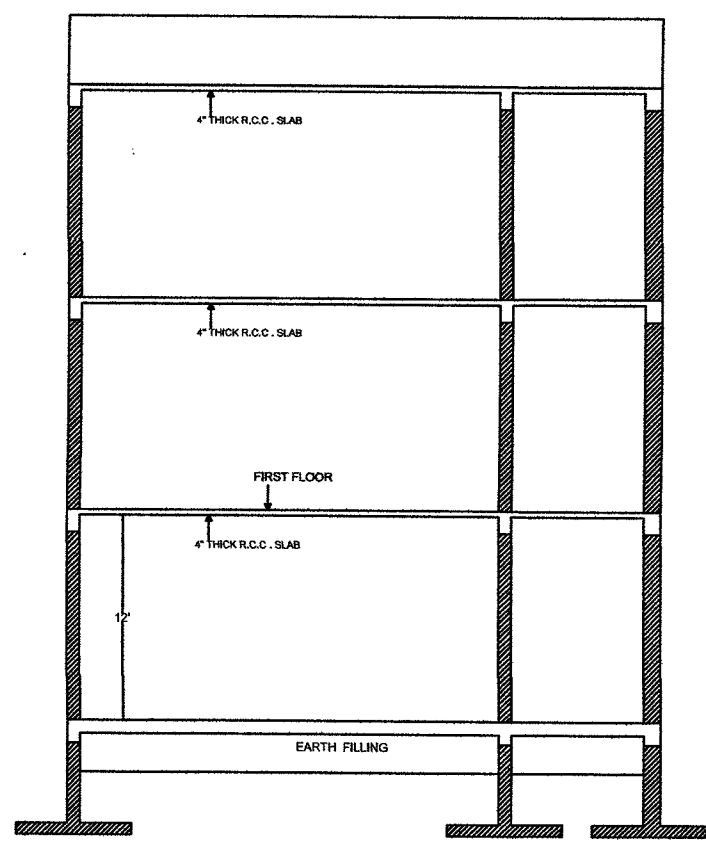 4" THICK R.C.C. SLAB
4" THICK R.C.C. SLAB
FIRST FLOOR
4" THICK R.C.C. SLAB
12'
EARTH FILLING